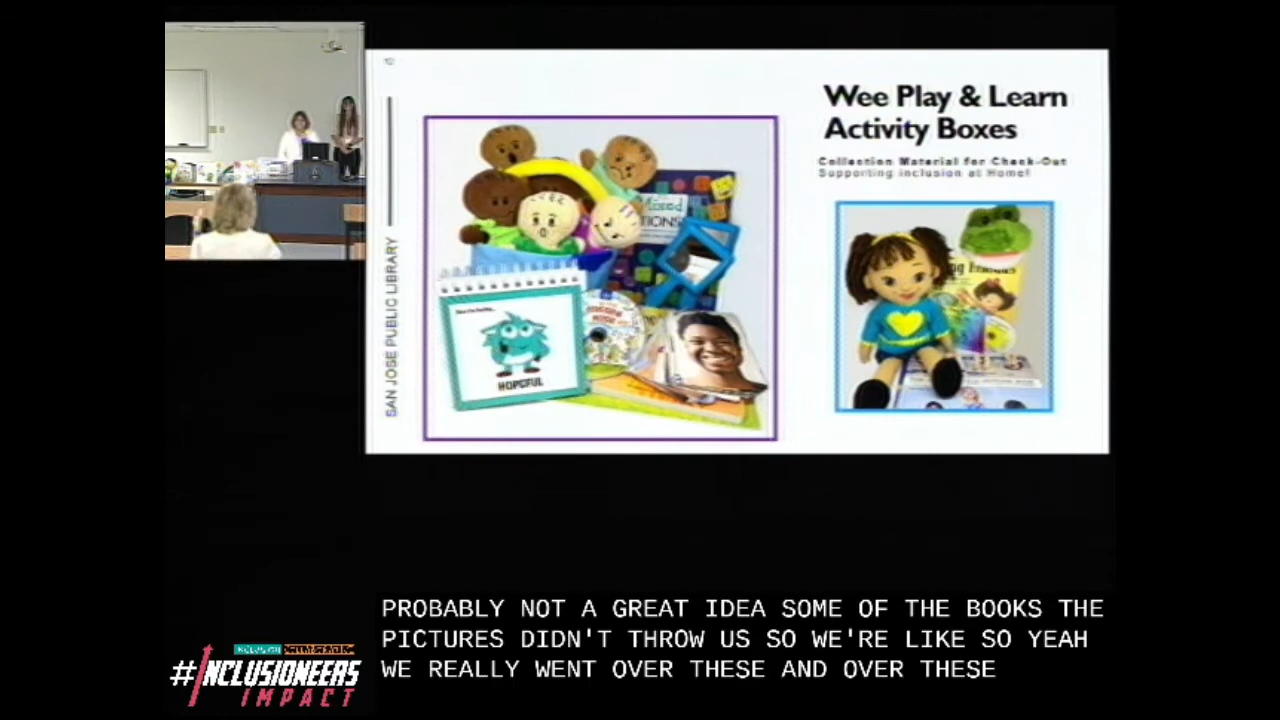 Wee Play & Learn
Activity Boxes
Collection Material for Check-Out
Supporting inclusion at Home!
SAN JOSE PUBLIC LIBRARY
HOPEFUL
#INCLUSIONEERS
IMPACT
PROBABLY NOT A GREAT IDEA SOME OF THE BOOKS THE
PICTURES DIDN'T THROW US SO WE'RE LIKE SO YEAH
WE REALLY WENT OVER THESE AND OVER THESE